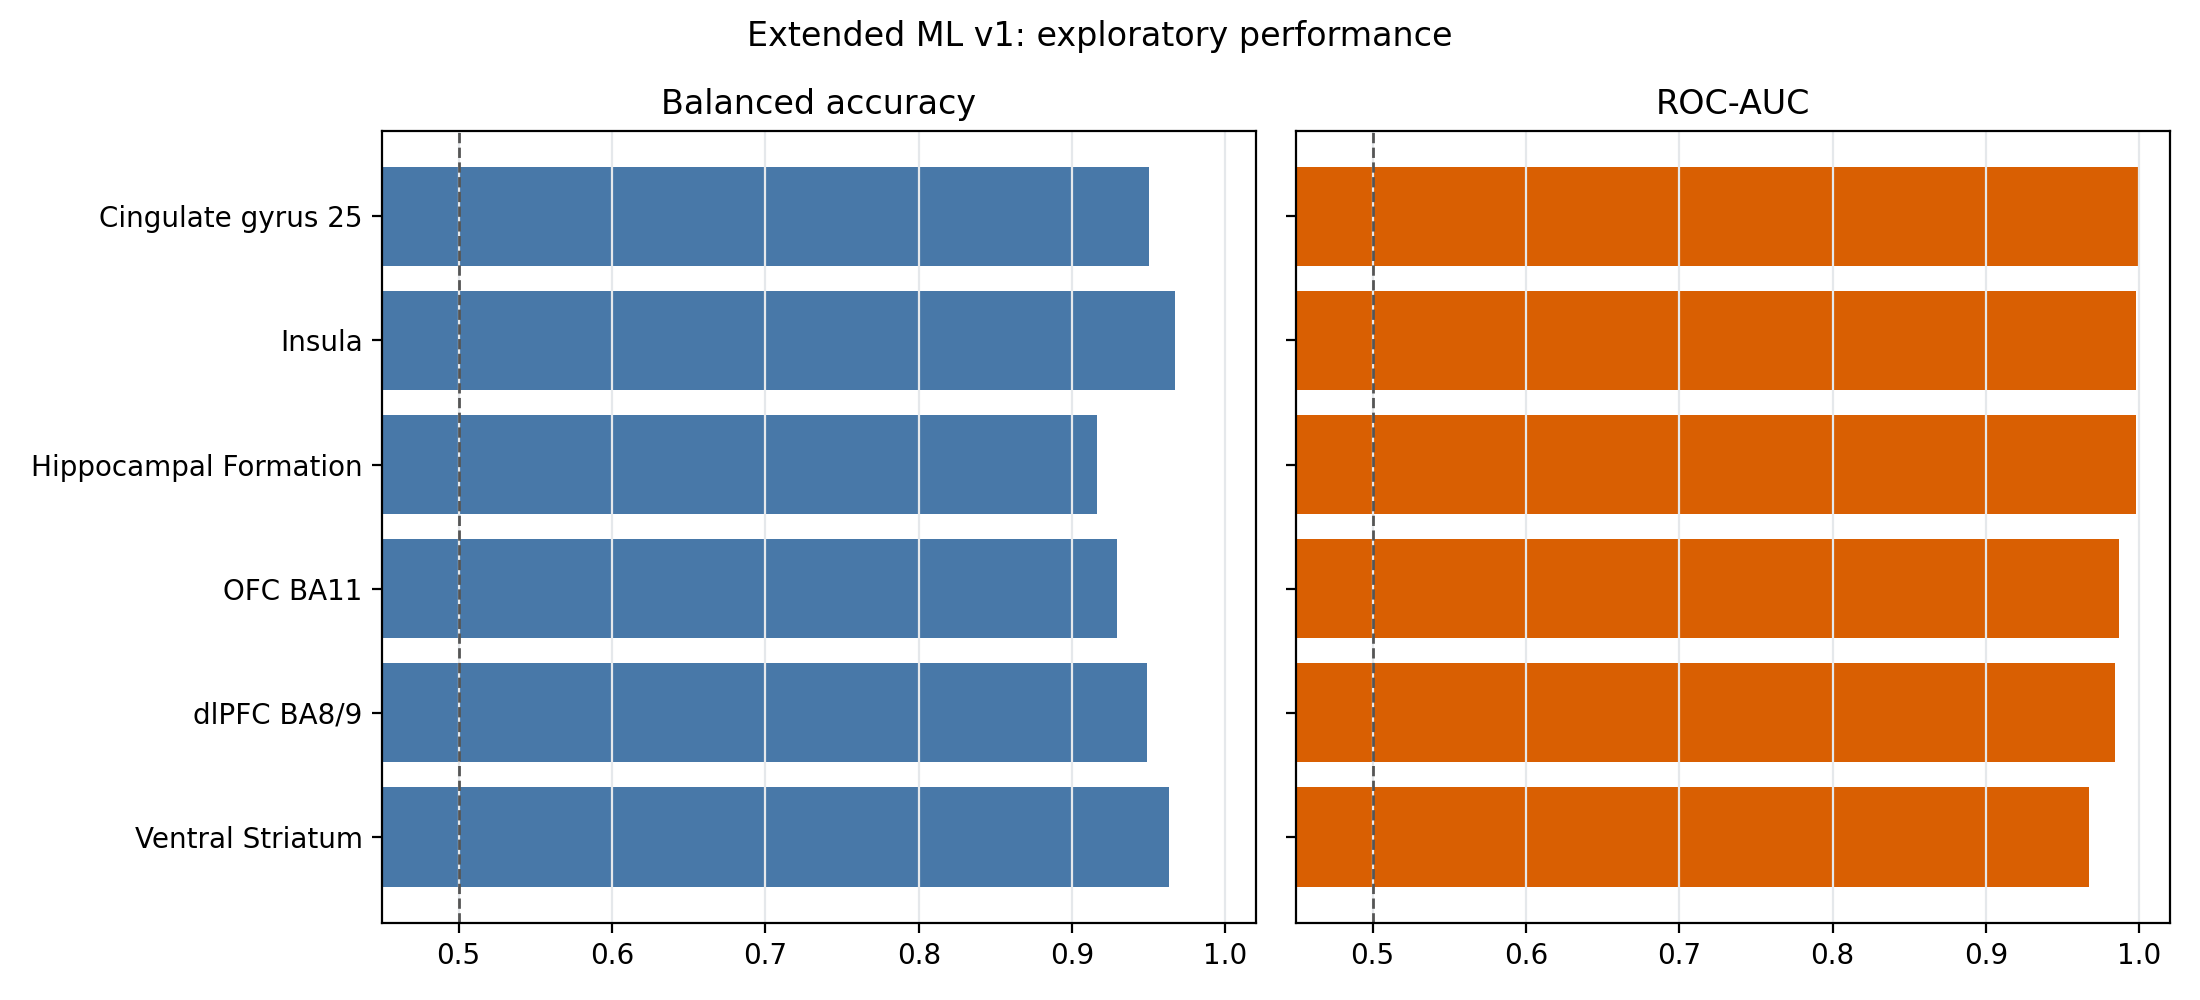 Extended ML v1: exploratory performance
Balanced accuracy
ROC-AUC
Cingulate gyrus 25
Insula
Hippocampal Formation
OFC BA11
dlPFC BA8/9
Ventral Striatum
0.5 0.6 0.7 0.8 0.9 1.0
0.5 0.6 0.7 0.8 0.9 1.0